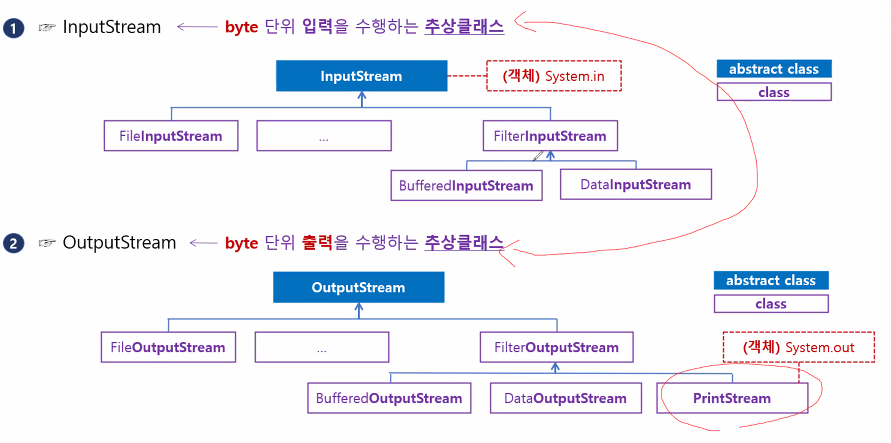 1 ☞ InputStream ← byte 단위 입력을 수행하는 추상클래스
InputStream
(객체) System.in
abstract class
class
FileInputStream
...
FilterInputStream
BufferedInputStream
DataInputStream
2 ☞ OutputStream ← byte 단위 출력을 수행하는 추상클래스
OutputStream
abstract class
class
FileOutputStream
...
FilterOutputStream
(객체) System.out
BufferedOutputStream
DataOutputStream
PrintStream